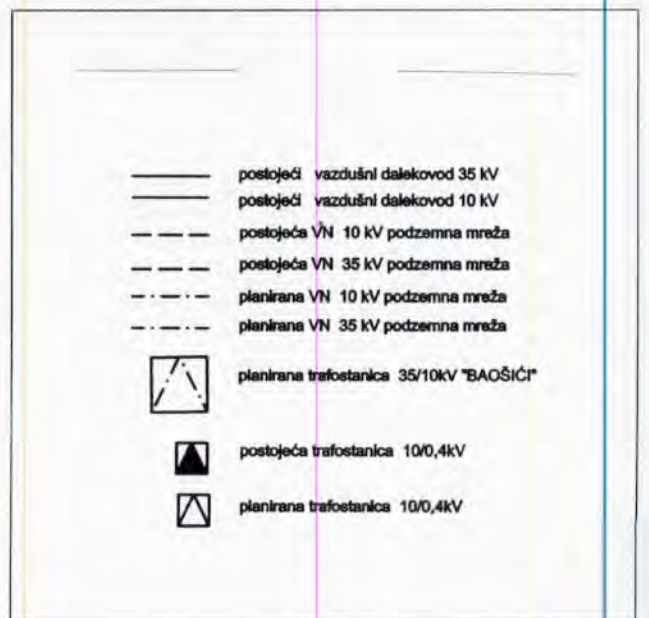 postojeći vazdušni dalekovod 35 kV
postojeći vazdušni dalekovod 10 kV
postojeća VN 10 kV podzemna mreža
postojeća VN 35 kV podzemna mreža
planirana VN 10 kV podzemna mreža
planirana VN 35 kV podzemna mreža
planirana trafostanica 35/10kV "BAOŠIĆI"
postojeća trafostanica 10/0,4kV
planirana trafostanica 10/0,4kV